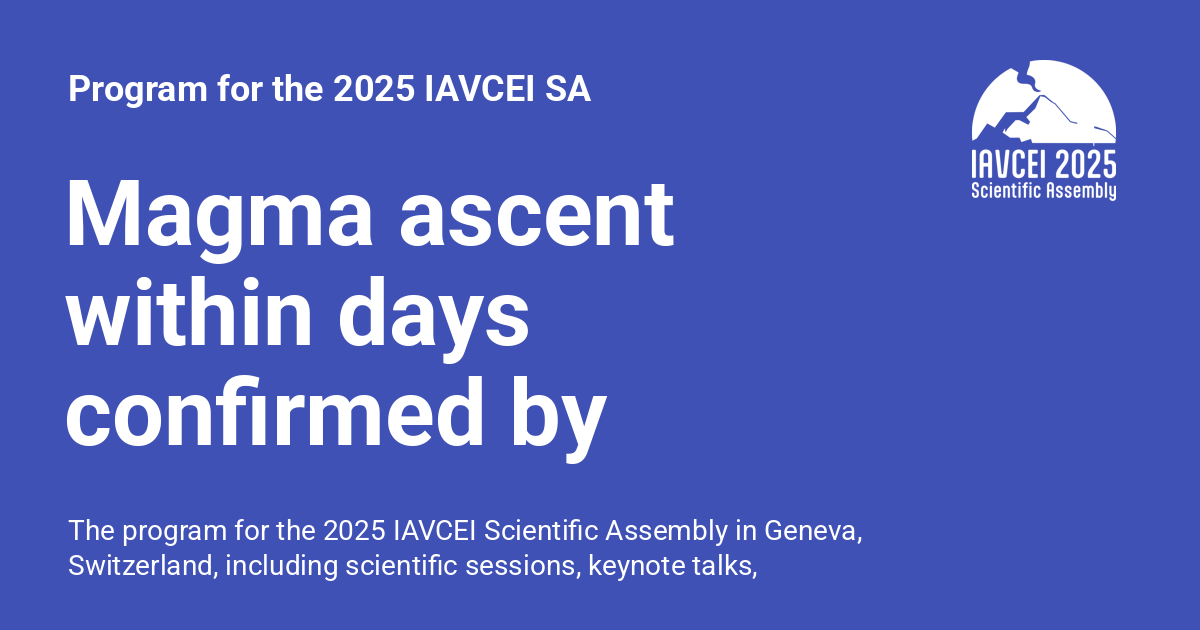 Program for the 2025 IAVCEI SA
IAVCEI 2025
Scientific Assembly
Magma ascent
within days
confirmed by
The program for the 2025 IAVCEI Scientific Assembly in Geneva,
Switzerland, including scientific sessions, keynote talks,